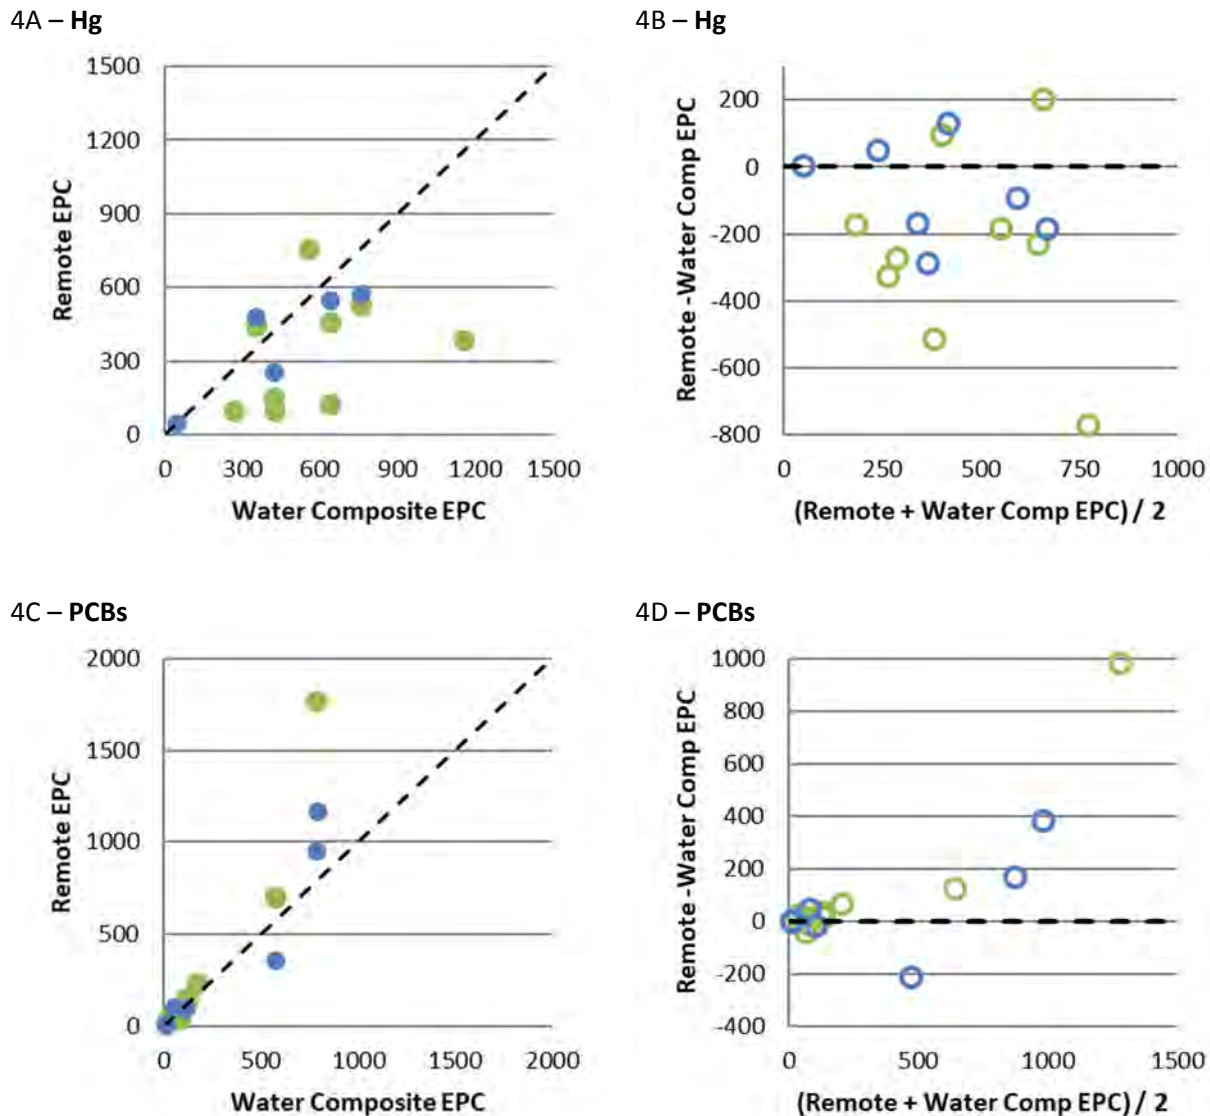 4A – Hg
1500
1200
900
600
300
0
Remote EPC
0 300 600 900 1200 1500
Water Composite EPC
4B – Hg
200
0
-200
-400
-600
-800
Remote -Water Comp EPC
0 250 500 750 1000
(Remote + Water Comp EPC) / 2
4C – PCBs
2000
1500
1000
500
0
Remote EPC
0 500 1000 1500 2000
Water Composite EPC
4D – PCBs
1000
800
600
400
200
0
-200
-400
Remote -Water Comp EPC
0 500 1000 1500
(Remote + Water Comp EPC) / 2